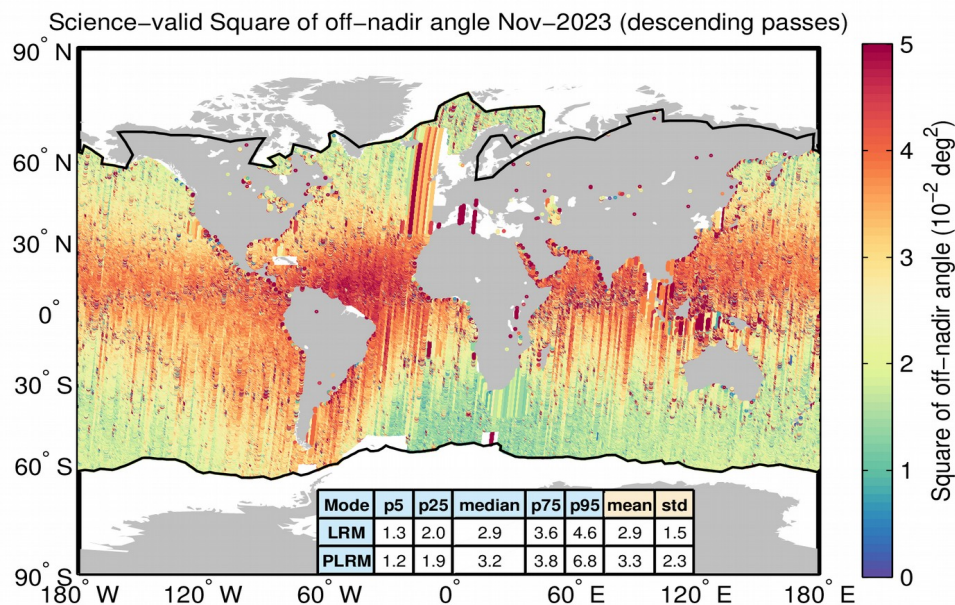 Science-valid Square of off-nadir angle Nov-2023 (descending passes)
90° N
60° N
30° N
0°
30° S
60° S
90° S
180° W
120° W
60° W
0°
60° E
120° E
180° E
Mode p5 p25 median p75 p95 mean std
LRM 1.3 2.0 2.9 3.6 4.6 2.9 1.5
PLRM 1.2 1.9 3.2 3.8 6.8 3.3 2.3
5
4
3
2
1
0
Square of off-nadir angle (10⁻² deg²)